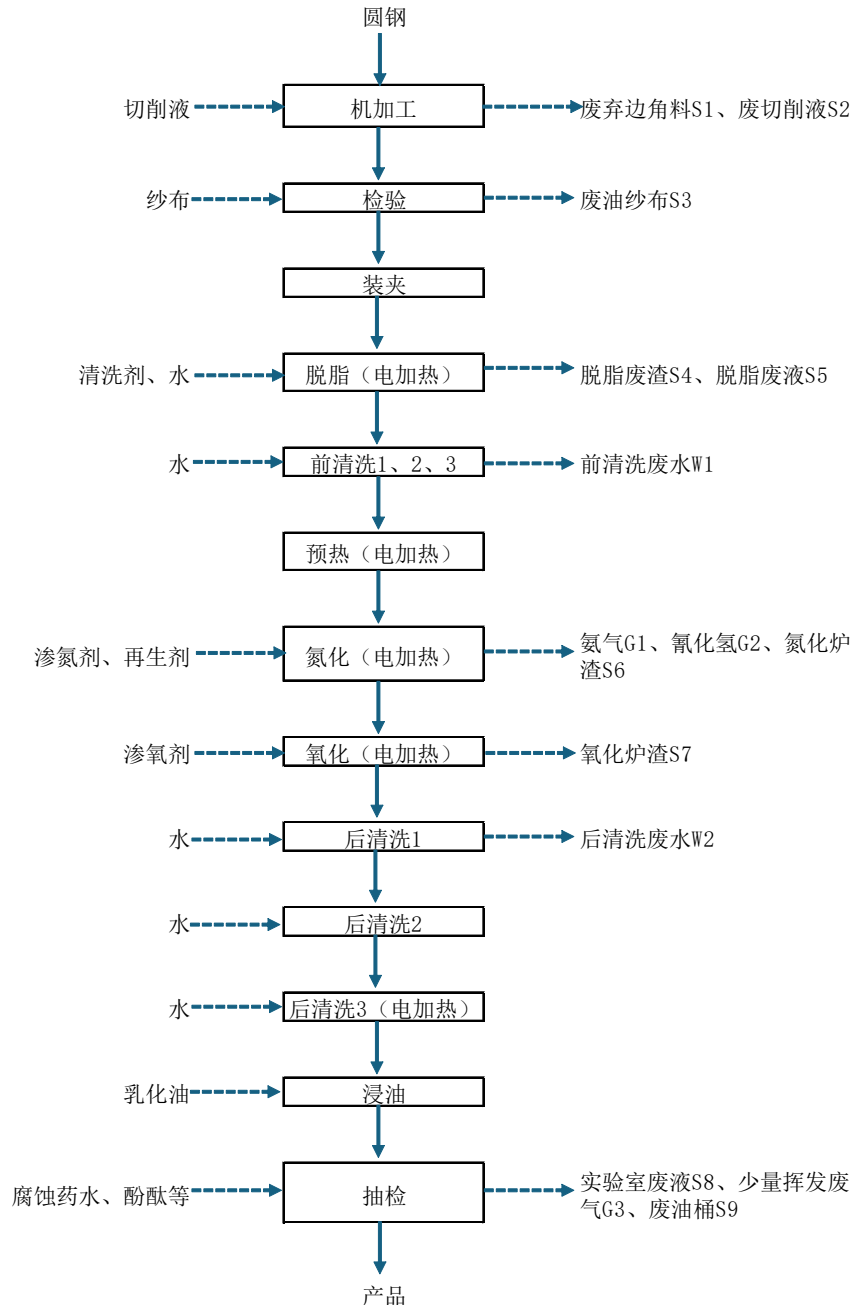 圆钢
切削液
机加工
废弃边角料S1、废切削液S2
纱布
检验
废油纱布S3
装夹
清洗剂、水
脱脂（电加热）
脱脂废渣S4、脱脂废液S5
水
前清洗1、2、3
前清洗废水W1
预热（电加热）
渗氮剂、再生剂
氮化（电加热）
氨气G1、氰化氢G2、氮化炉
渣S6
渗氧剂
氧化（电加热）
氧化炉渣S7
水
后清洗1
后清洗废水W2
水
后清洗2
水
后清洗3（电加热）
乳化油
浸油
腐蚀药水、酚酞等
抽检
实验室废液S8、少量挥发废
气G3、废油桶S9
产品